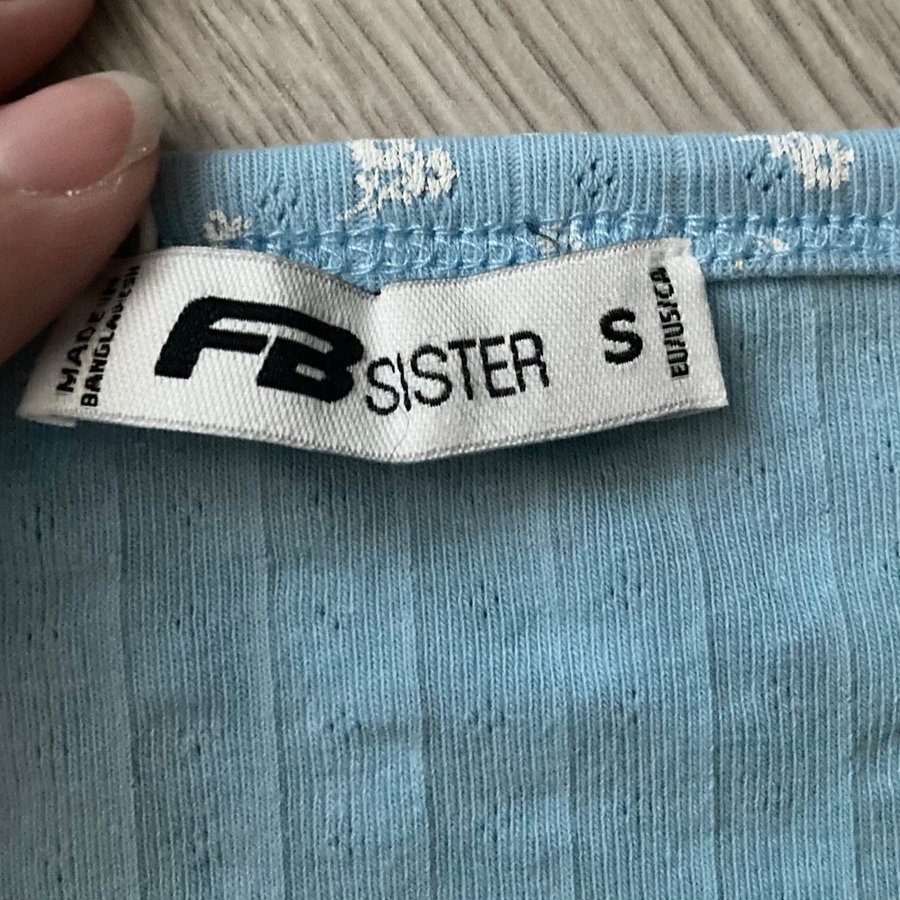 MADE IN
BANGLADESH
FB SISTER
S
EU/US/CA